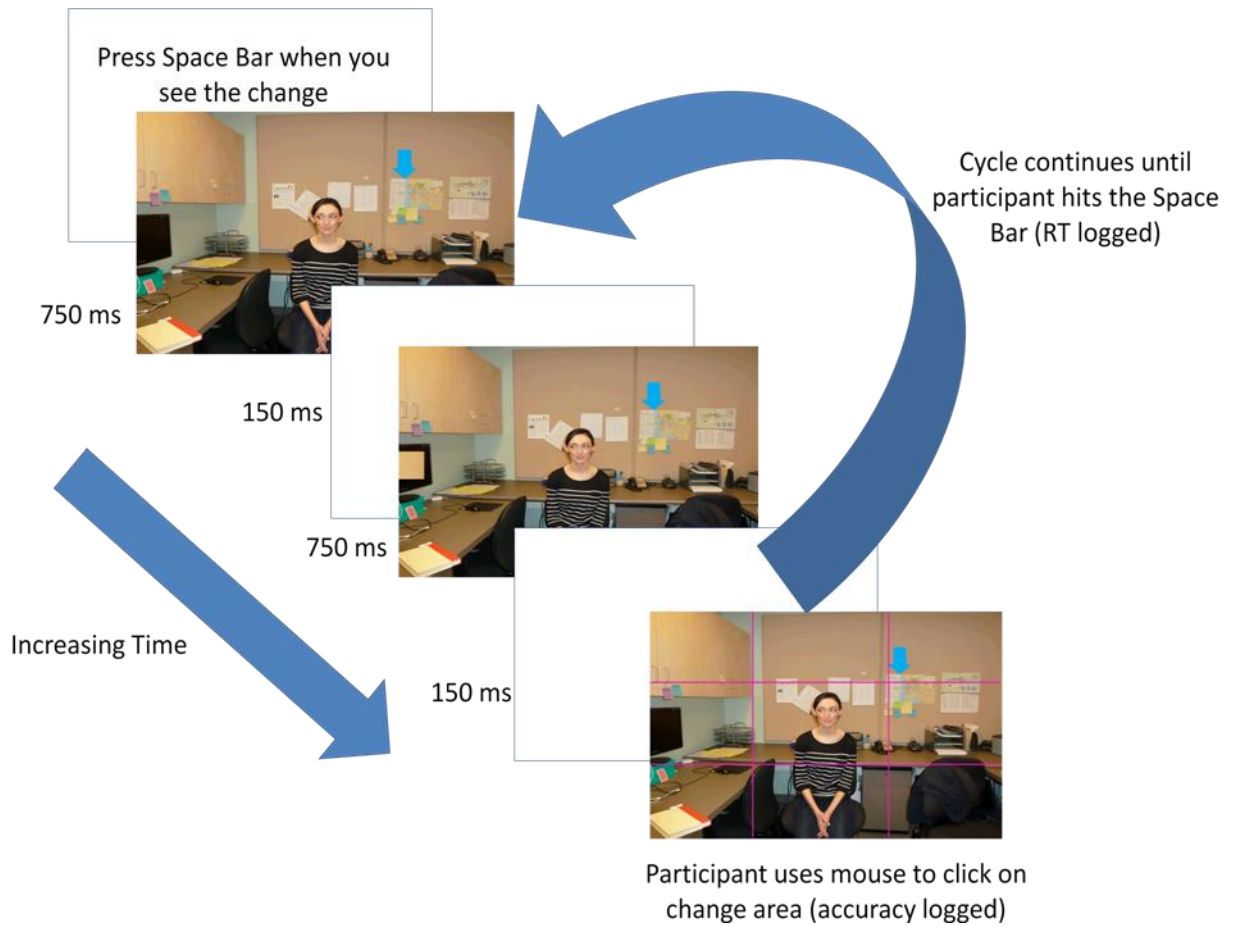 Press Space Bar when you
see the change
Cycle continues until
participant hits the Space
Bar (RT logged)
750 ms
150 ms
750 ms
Increasing Time
150 ms
Participant uses mouse to click on
change area (accuracy logged)